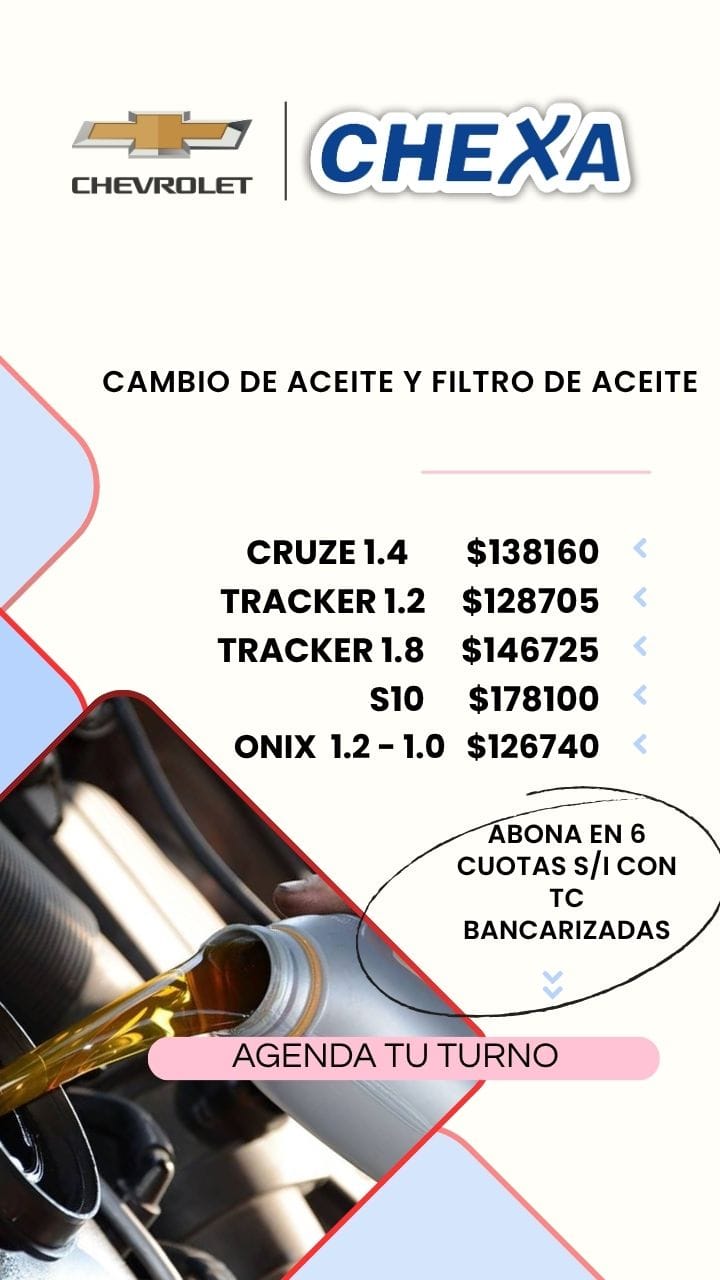 CHEVROLET
CHEXA
CAMBIO DE ACEITE Y FILTRO DE ACEITE
CRUZE 1.4 $138160
TRACKER 1.2 $128705
TRACKER 1.8 $146725
S10 $178100
ONIX 1.2 - 1.0 $126740
ABONA EN 6
CUOTAS S/I CON
TC
BANCARIZADAS
AGENDA TU TURNO